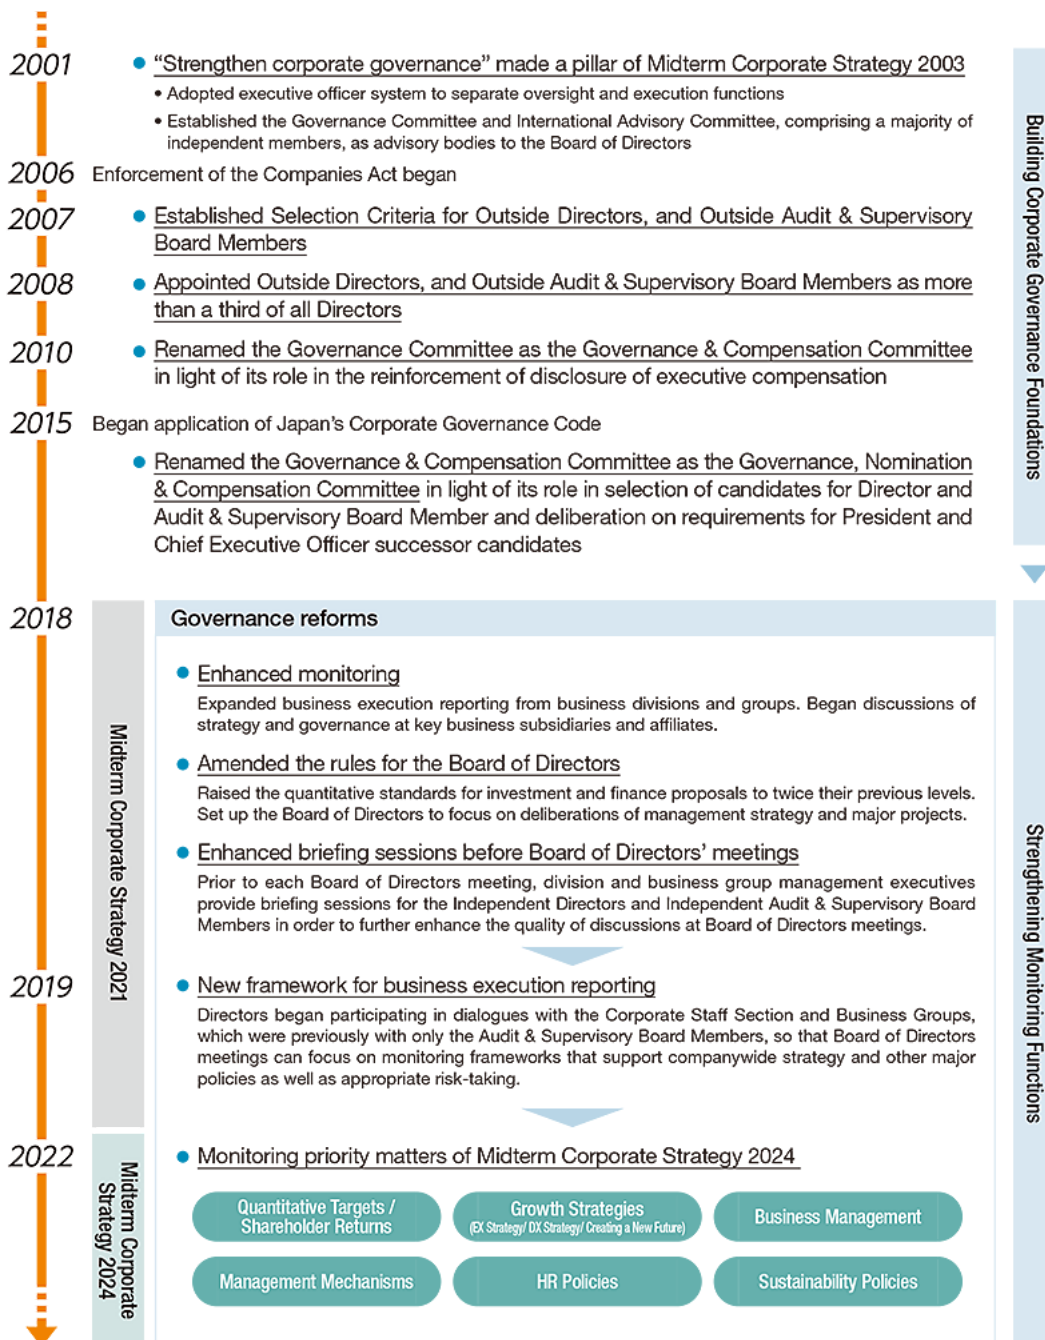 2001
“Strengthen corporate governance” made a pillar of Midterm Corporate Strategy 2003
• Adopted executive officer system to separate oversight and execution functions
• Established the Governance Committee and International Advisory Committee, comprising a majority of
independent members, as advisory bodies to the Board of Directors
2006
Enforcement of the Companies Act began
2007
Established Selection Criteria for Outside Directors, and Outside Audit & Supervisory
Board Members
2008
Appointed Outside Directors, and Outside Audit & Supervisory Board Members as more
than a third of all Directors
2010
Renamed the Governance Committee as the Governance & Compensation Committee
in light of its role in the reinforcement of disclosure of executive compensation
2015
Began application of Japan’s Corporate Governance Code
Renamed the Governance & Compensation Committee as the Governance, Nomination
& Compensation Committee in light of its role in selection of candidates for Director and
Audit & Supervisory Board Member and deliberation on requirements for President and
Chief Executive Officer successor candidates
Building Corporate Governance Foundations
2018
Midterm Corporate Strategy 2021
Governance reforms
Enhanced monitoring
Expanded business execution reporting from business divisions and groups. Began discussions of
strategy and governance at key business subsidiaries and affiliates.
Amended the rules for the Board of Directors
Raised the quantitative standards for investment and finance proposals to twice their previous levels.
Set up the Board of Directors to focus on deliberations of management strategy and major projects.
Enhanced briefing sessions before Board of Directors’ meetings
Prior to each Board of Directors meeting, division and business group management executives
provide briefing sessions for the Independent Directors and Independent Audit & Supervisory Board
Members in order to further enhance the quality of discussions at Board of Directors meetings.
2019
New framework for business execution reporting
Directors began participating in dialogues with the Corporate Staff Section and Business Groups,
which were previously with only the Audit & Supervisory Board Members, so that Board of Directors
meetings can focus on monitoring frameworks that support companywide strategy and other major
policies as well as appropriate risk-taking.
2022
Midterm Corporate
Strategy 2024
Monitoring priority matters of Midterm Corporate Strategy 2024
Quantitative Targets /
Shareholder Returns
Growth Strategies
(EX Strategy/ DX Strategy/ Creating a New Future)
Business Management
Management Mechanisms
HR Policies
Sustainability Policies
Strengthening Monitoring Functions